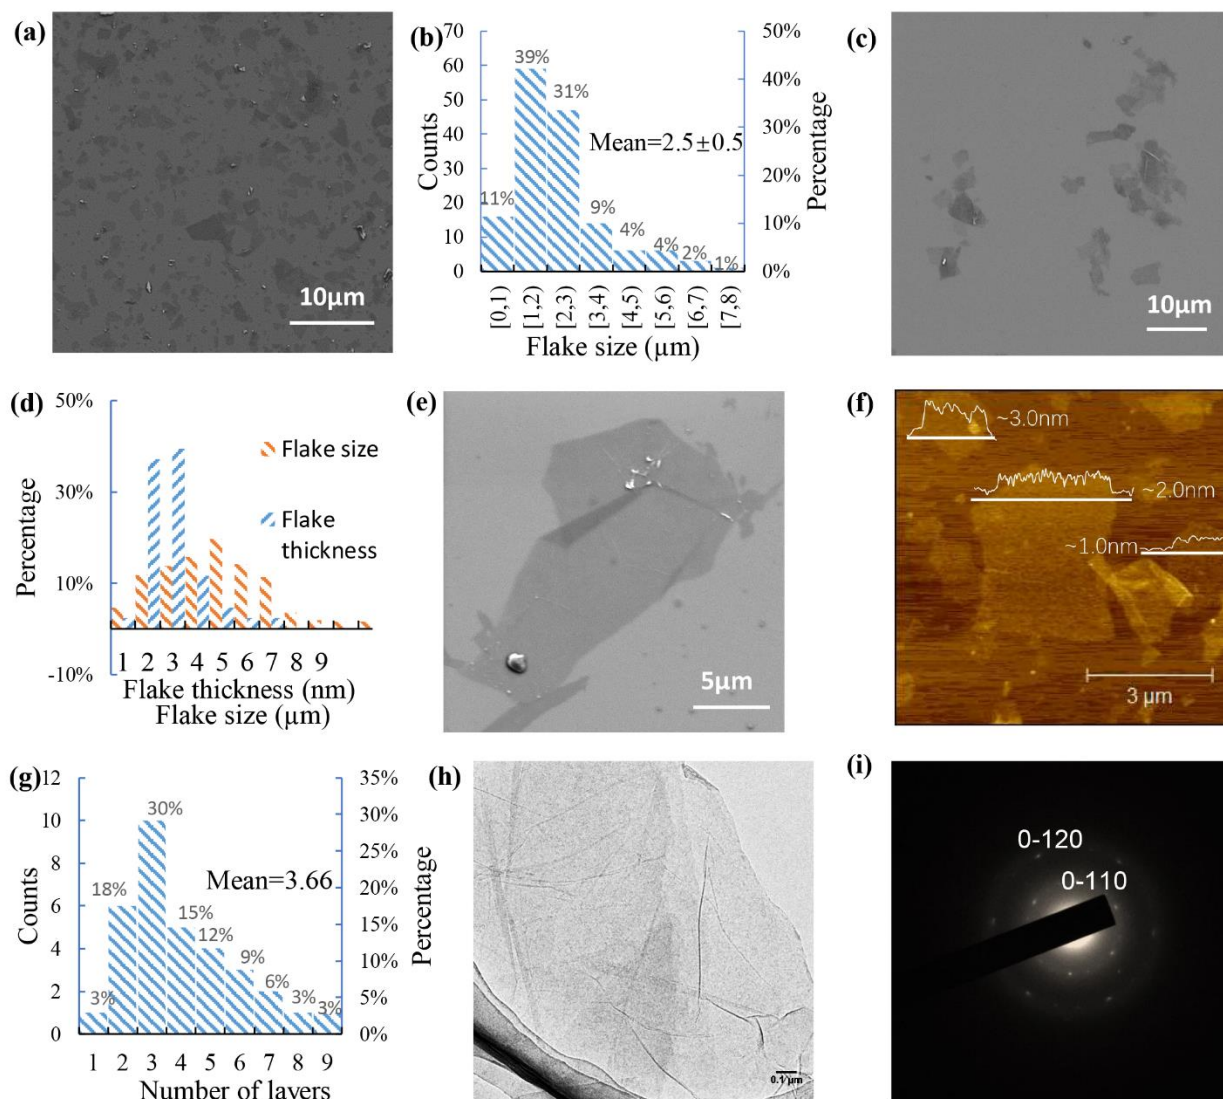 (a)
10μm
(b)
70
60
50
40
30
20
10
0
Counts
50%
40%
30%
20%
10%
0%
Percentage
11%
39%
31%
9%
4%
4%
2%
1%
Mean=2.5±0.5
[0,1)
[1,2)
[2,3)
[3,4)
[4,5)
[5,6)
[6,7)
[7,8)
Flake size (μm)
(c)
10μm
(d)
50%
30%
10%
-10%
Percentage
Flake size
Flake
thickness
1 2 3 4 5 6 7 8 9
Flake thickness (nm)
Flake size (μm)
(e)
5μm
(f)
~3.0nm
~2.0nm
~1.0nm
3 μm
(g)
12
10
8
6
4
2
0
Counts
35%
30%
25%
20%
15%
10%
5%
0%
Percentage
3%
18%
30%
15%
12%
9%
6%
3%
3%
Mean=3.66
1 2 3 4 5 6 7 8 9
Number of layers
(h)
0.1 μm
(i)
0-120
0-110